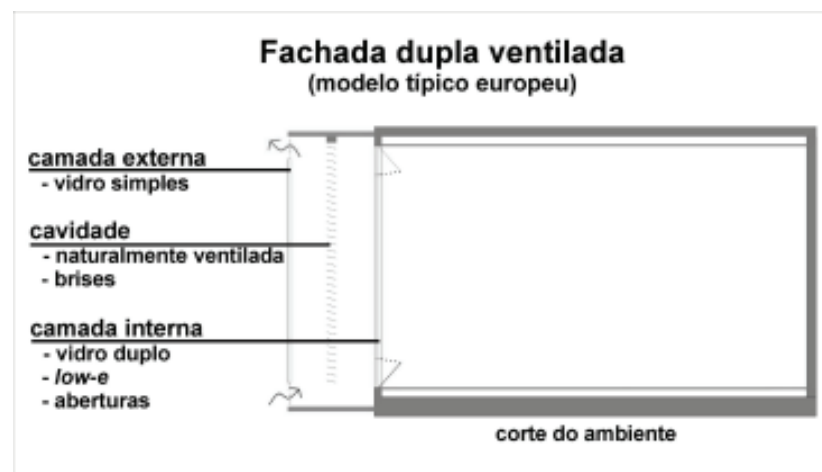 Fachada dupla ventilada
(modelo típico europeu)
camada externa
- vidro simples
cavidade
- naturalmente ventilada
- brises
camada interna
- vidro duplo
- low-e
- aberturas
corte do ambiente